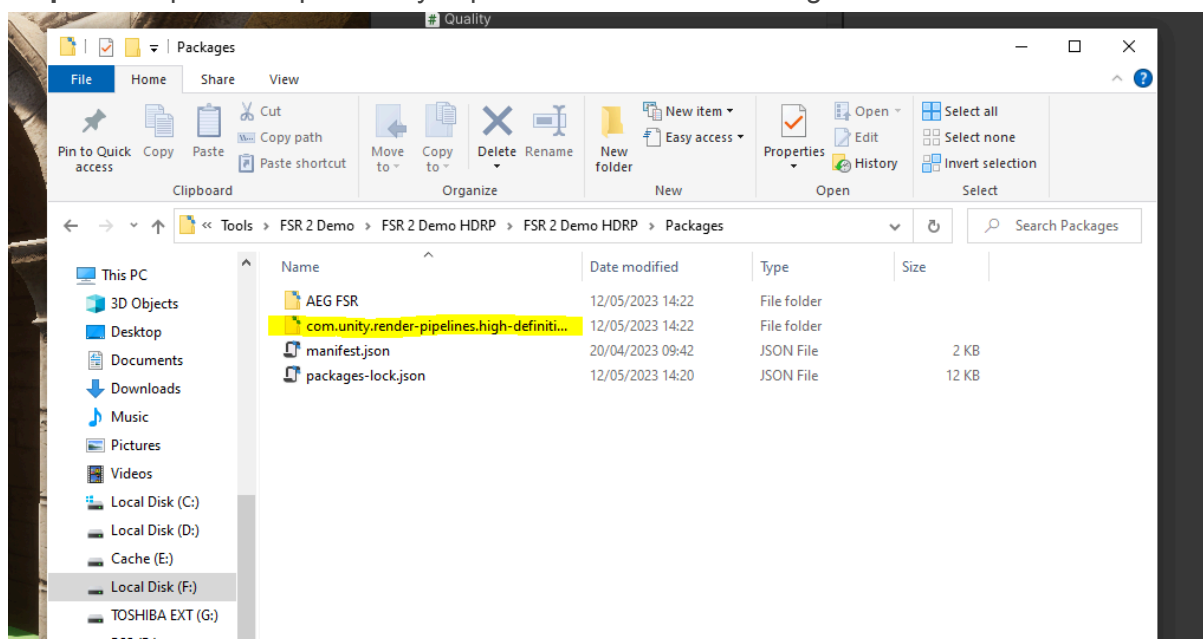 # Quality
Packages
File Home Share View
Pin to Quick access
Copy
Paste
Cut
Copy path
Paste shortcut
Clipboard
Move to
Copy to
Delete
Rename
Organize
New folder
New item
Easy access
New
Properties
Open
Edit
History
Open
Select all
Select none
Invert selection
Select
« Tools > FSR 2 Demo > FSR 2 Demo HDRP > FSR 2 Demo HDRP > Packages
Search Packages
This PC
3D Objects
Desktop
Documents
Downloads
Music
Pictures
Videos
Local Disk (C:)
Local Disk (D:)
Cache (E:)
Local Disk (F:)
TOSHIBA EXT (G:)
Name Date modified Type Size
AEG FSR 12/05/2023 14:22 File folder
com.unity.render-pipelines.high-definiti... 12/05/2023 14:22 File folder
manifest.json 20/04/2023 09:42 JSON File 2 KB
packages-lock.json 12/05/2023 14:20 JSON File 12 KB